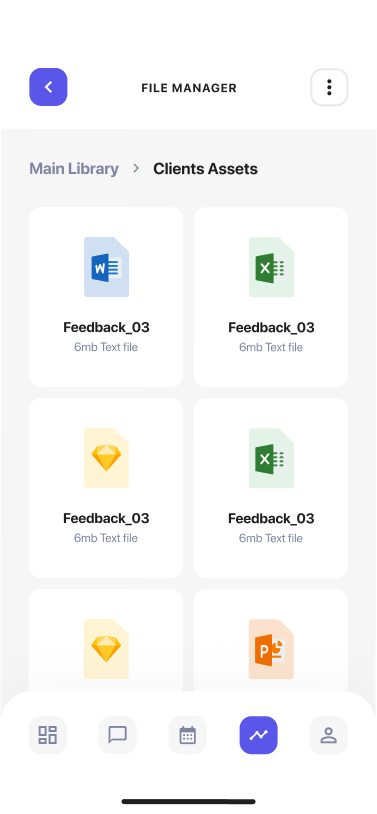 FILE MANAGER
Main Library > Clients Assets
W
X
Feedback_03
Feedback_03
6mb Text file
6mb Text file
X
Feedback_03
Feedback_03
6mb Text file
6mb Text file
P